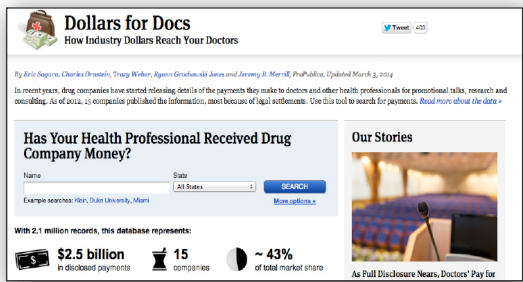 Dollars for Docs
How Industry Dollars Reach Your Doctors
Tweet 403
By Eric Sagara, Charles Ornstein, Tracy Weber, Ryann Grochowski Jones and Jeremy B. Merrill, ProPublica, Updated March 3, 2014
In recent years, drug companies have started releasing details of the payments they make to doctors and other health professionals for promotional talks, research and
consulting. As of 2012, 15 companies published the information, most because of legal settlements. Use this tool to search for payments. Read more about the data »
Has Your Health Professional Received Drug
Company Money?
Name State
All States SEARCH
Example searches: Klein, Duke University, Miami More options »
With 2.1 million records, this database represents:
$2.5 billion
in disclosed payments
15
companies
~ 43%
of total market share
Our Stories
As Full Disclosure Nears, Doctors' Pay for